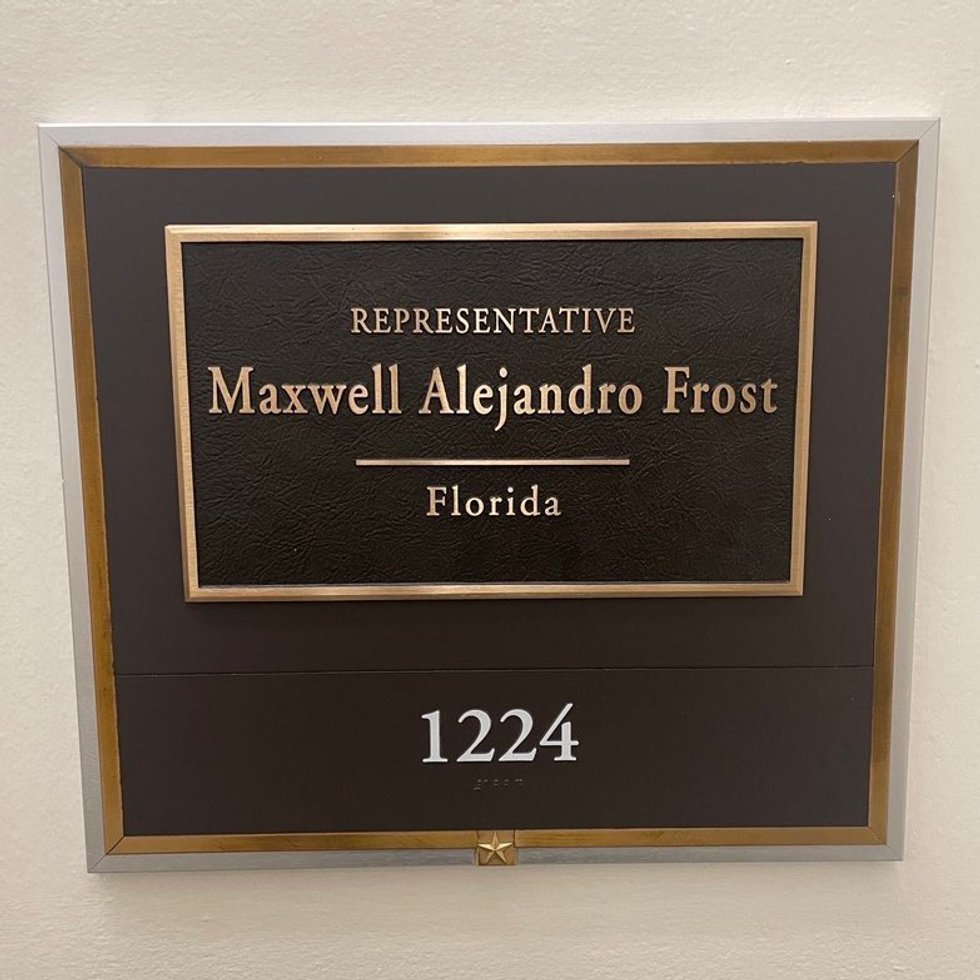 REPRESENTATIVE
Maxwell Alejandro Frost
Florida
1224